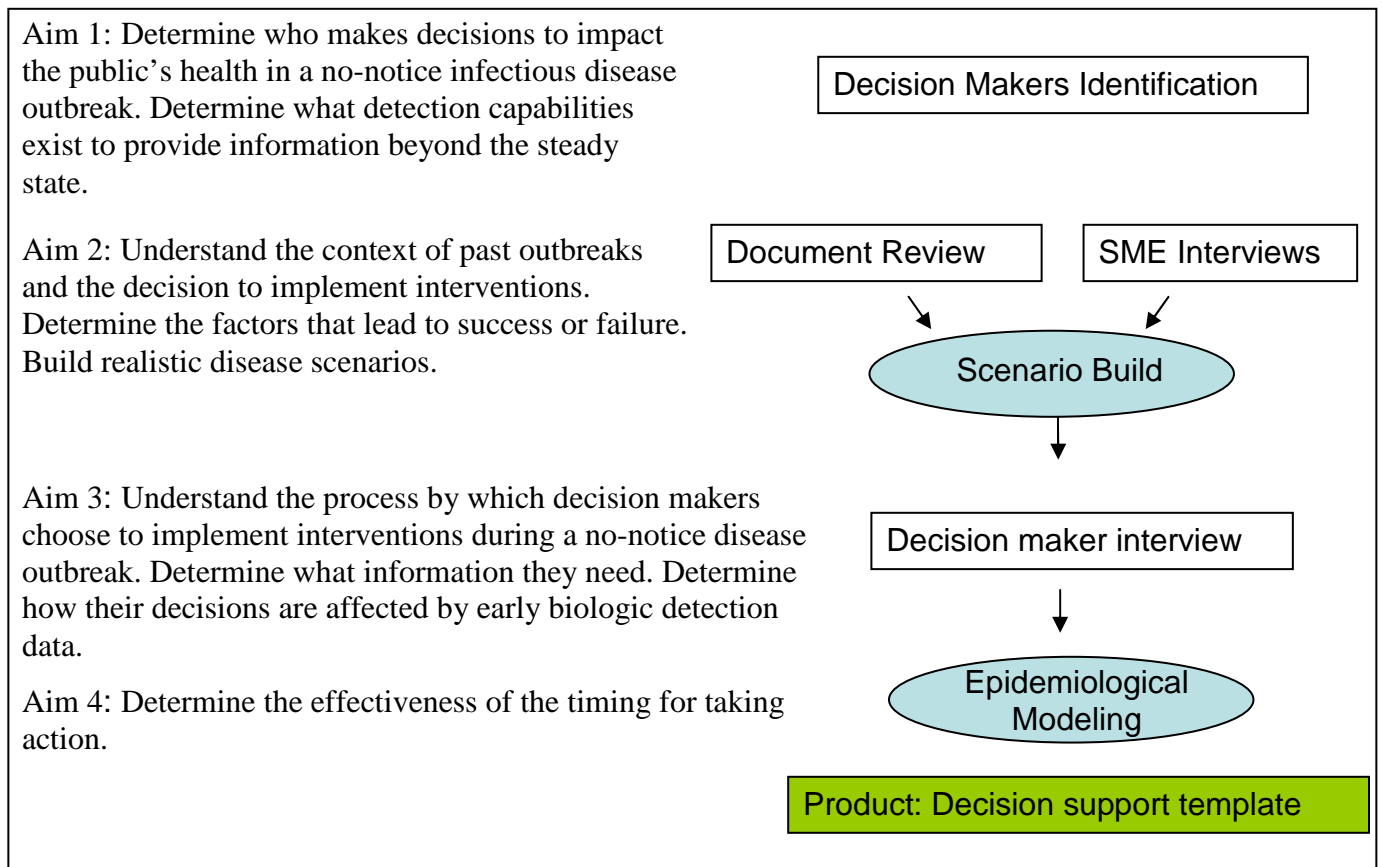 Aim 1: Determine who makes decisions to impact
the public’s health in a no-notice infectious disease
outbreak. Determine what detection capabilities
exist to provide information beyond the steady
state.
Decision Makers Identification
Aim 2: Understand the context of past outbreaks
and the decision to implement interventions.
Determine the factors that lead to success or failure.
Build realistic disease scenarios.
Document Review
SME Interviews
Scenario Build
Aim 3: Understand the process by which decision makers
choose to implement interventions during a no-notice disease
outbreak. Determine what information they need. Determine
how their decisions are affected by early biologic detection
data.
Decision maker interview
Aim 4: Determine the effectiveness of the timing for taking
action.
Epidemiological
Modeling
Product: Decision support template